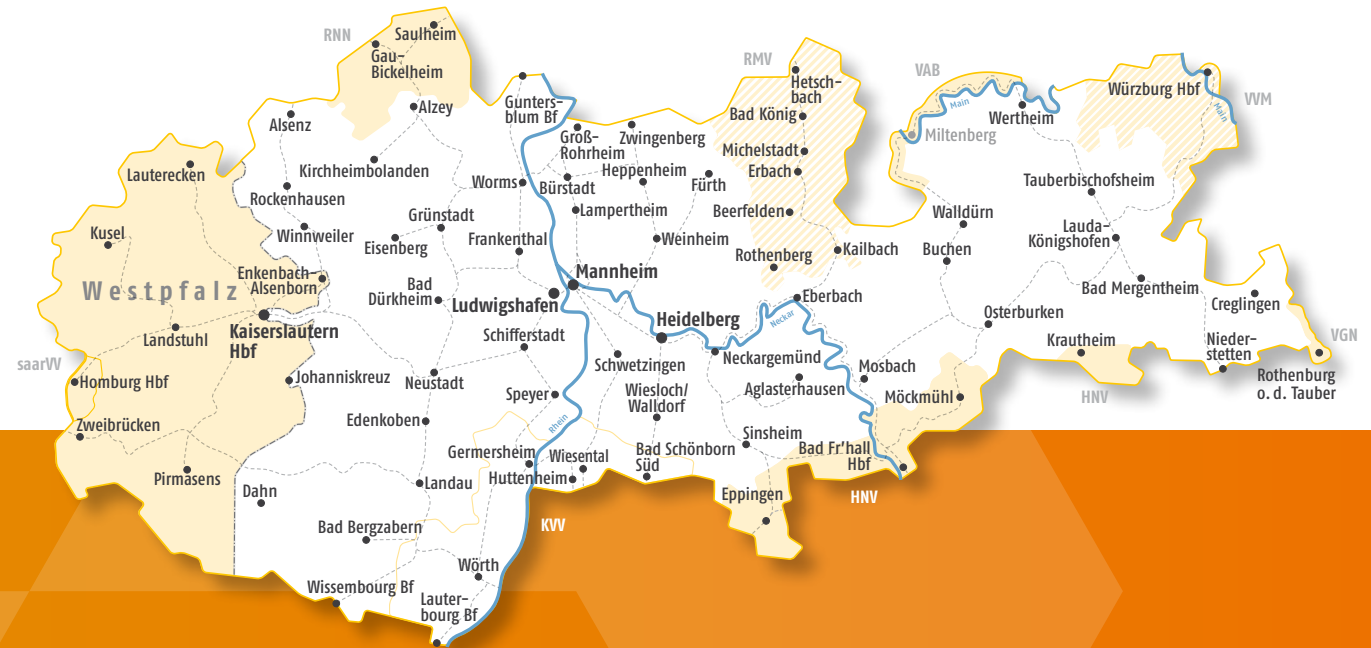 RNN
Saulheim
Gau-
Bickelheim
Alzey
Alsenz
Kirchheimbolanden
Lauterecken
Rockenhausen
Kusel
Winnweiler
Grünstadt
Eisenberg
Worms
Frankenthal
Gunters-
blum Bf
Groß-
Rohrheim
Zwingenberg
Bürstadt
Heppenheim
Fürth
Lampertheim
Weinheim
RMV
Hetsch-
bach
Bad König
Michelstadt
Erbach
Beerfelden
Rothenberg
Kailbach
VAB
Main
Miltenberg
Wertheim
Würzburg Hbf
Main
VVM
Tauberbischofsheim
Walldürn
Lauda-
Königshofen
Buchen
Bad Mergentheim
Creglingen
Westpfalz
Enkenbach-
Alsenborn
Bad
Dürkheim
Mannheim
Ludwigshafen
Eberbach
Neckar
Heidelberg
Osterburken
Landstuhl
Kaiserslautern
Hbf
Schifferstadt
Schwetzingen
Neckargemünd
Krautheim
Nieder-
stetten
VGN
Rothenburg
o. d. Tauber
HNV
saarVV
Homburg Hbf
Johanniskreuz
Neustadt
Speyer
Wiesloch/
Walldorf
Aglasterhausen
Mosbach
Möckmühl
Zweibrücken
Edenkoben
Rhein
Sinsheim
Germersheim
Wiesental
Bad Schönborn
Süd
Bad Fr'hall
Hbf
Pirmasens
Dahn
Landau
Huttenheim
Eppingen
HNV
KVV
Bad Bergzabern
Wörth
Wissembourg Bf
Lauter-
bourg Bf